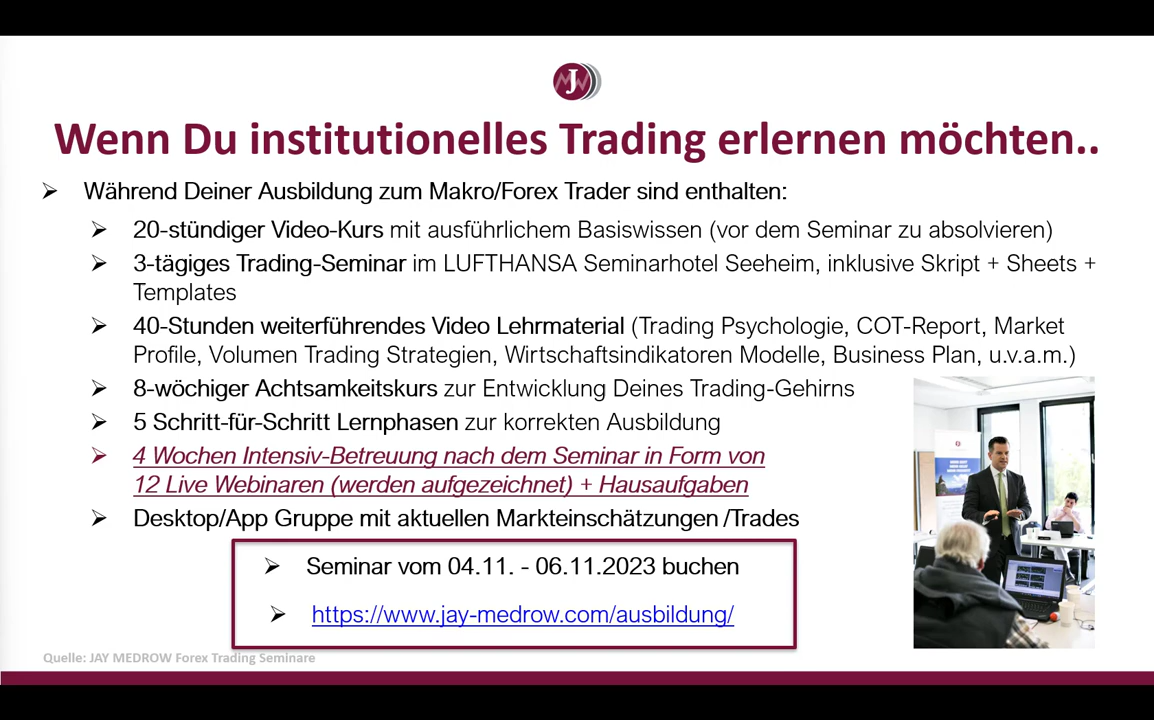 J
Wenn Du institutionelles Trading erlernen möchten..
Während Deiner Ausbildung zum Makro/Forex Trader sind enthalten:
20-stündiger Video-Kurs mit ausführlichem Basiswissen (vor dem Seminar zu absolvieren)
3-tägiges Trading-Seminar im LUFTHANSA Seminarhotel Seeheim, inklusive Skript + Sheets +
Templates
40-Stunden weiterführendes Video Lehrmaterial (Trading Psychologie, COT-Report, Market
Profile, Volumen Trading Strategien, Wirtschaftsindikatoren Modelle, Business Plan, u.v.a.m.)
8-wöchiger Achtsamkeitskurs zur Entwicklung Deines Trading-Gehirns
5 Schritt-für-Schritt Lernphasen zur korrekten Ausbildung
4 Wochen Intensiv-Betreuung nach dem Seminar in Form von
12 Live Webinaren (werden aufgezeichnet) + Hausaufgaben
Desktop/App Gruppe mit aktuellen Markteinschätzungen /Trades
Seminar vom 04.11. - 06.11.2023 buchen
https://www.jay-medrow.com/ausbildung/
Quelle: JAY MEDROW Forex Trading Seminare